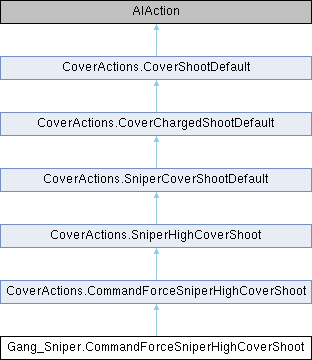 AIAction
CoverActions.CoverShootDefault
CoverActions.CoverChargedShootDefault
CoverActions.SniperCoverShootDefault
CoverActions.SniperHighCoverShoot
CoverActions.CommandForceSniperHighCoverShoot
Gang_Sniper.CommandForceSniperHighCoverShoot